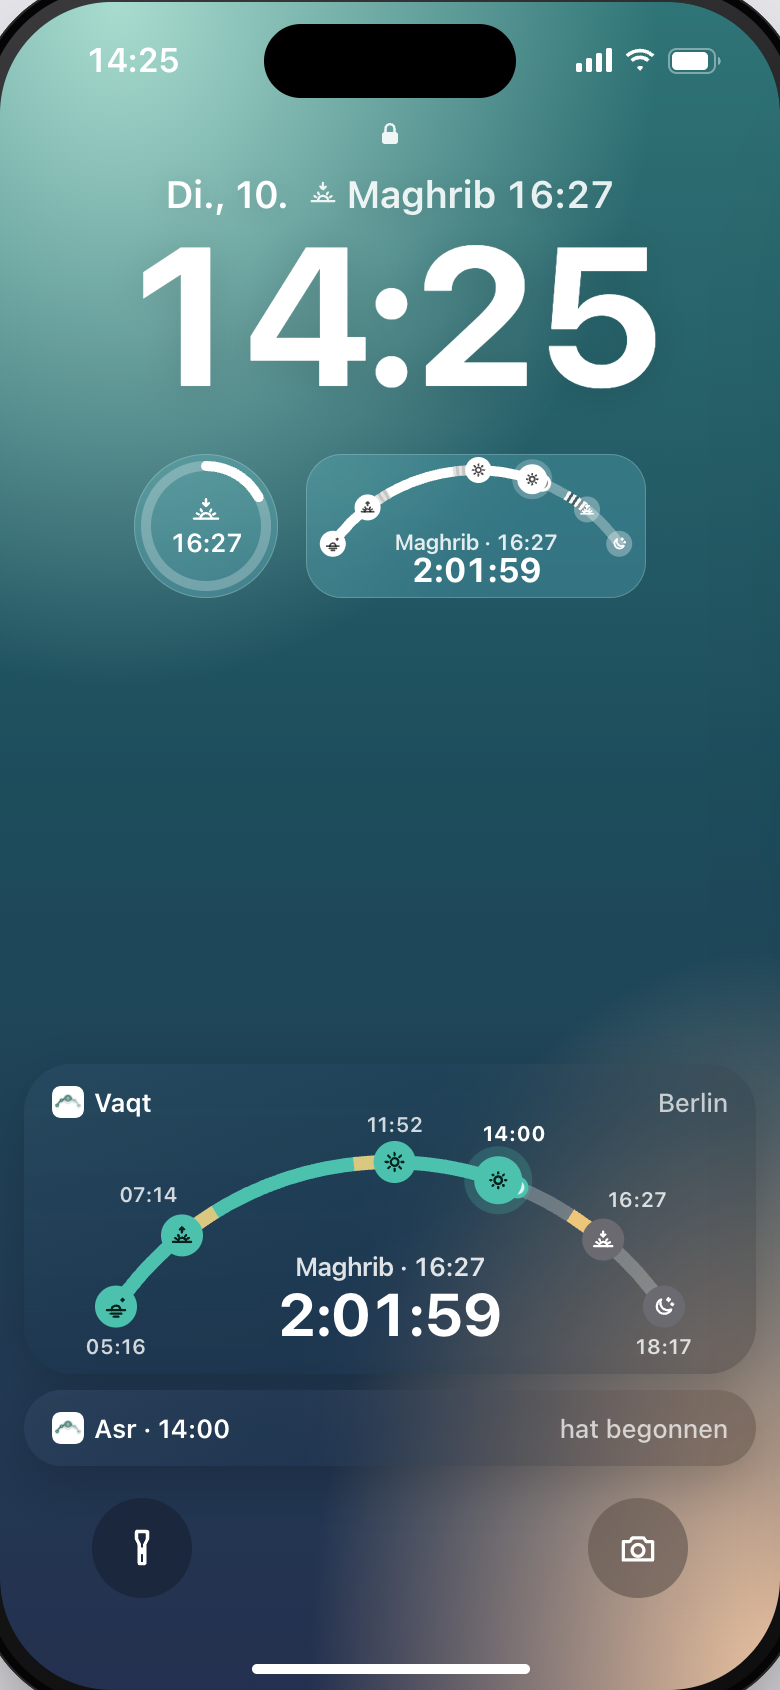 14:25
Di., 10. Maghrib 16:27
14:25
16:27
Maghrib · 16:27
2:01:59
Vaqt
Berlin
11:52
14:00
07:14
16:27
Maghrib · 16:27
2:01:59
05:16
18:17
Asr · 14:00
hat begonnen